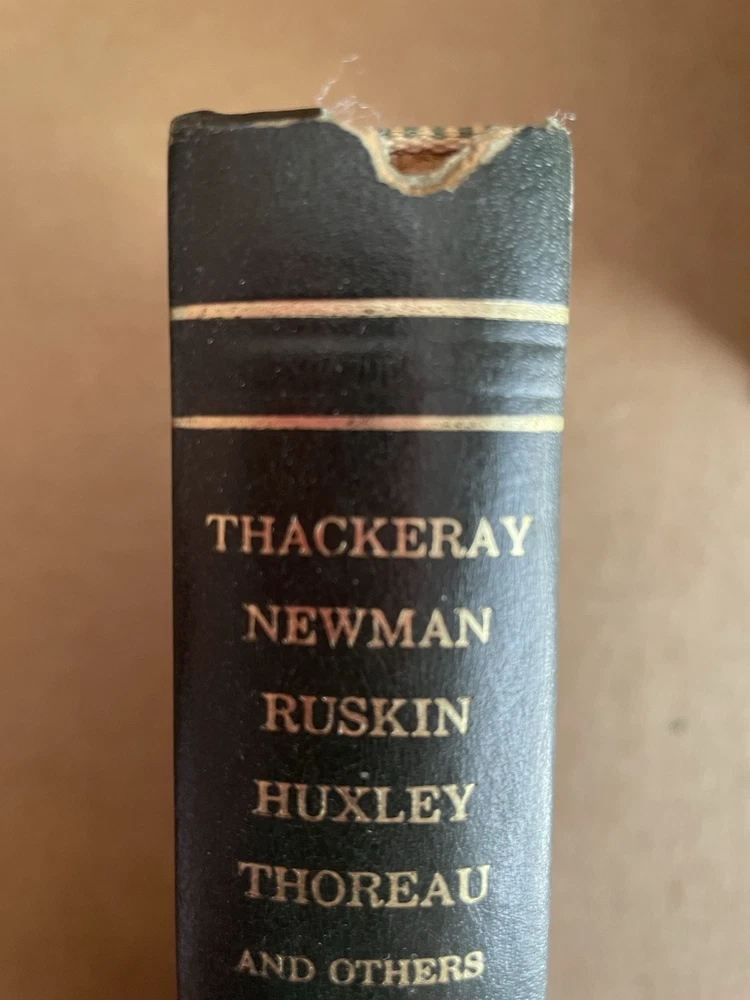 THACKERAY
NEWMAN
RUSKIN
HUXLEY
THOREAU
AND OTHERS